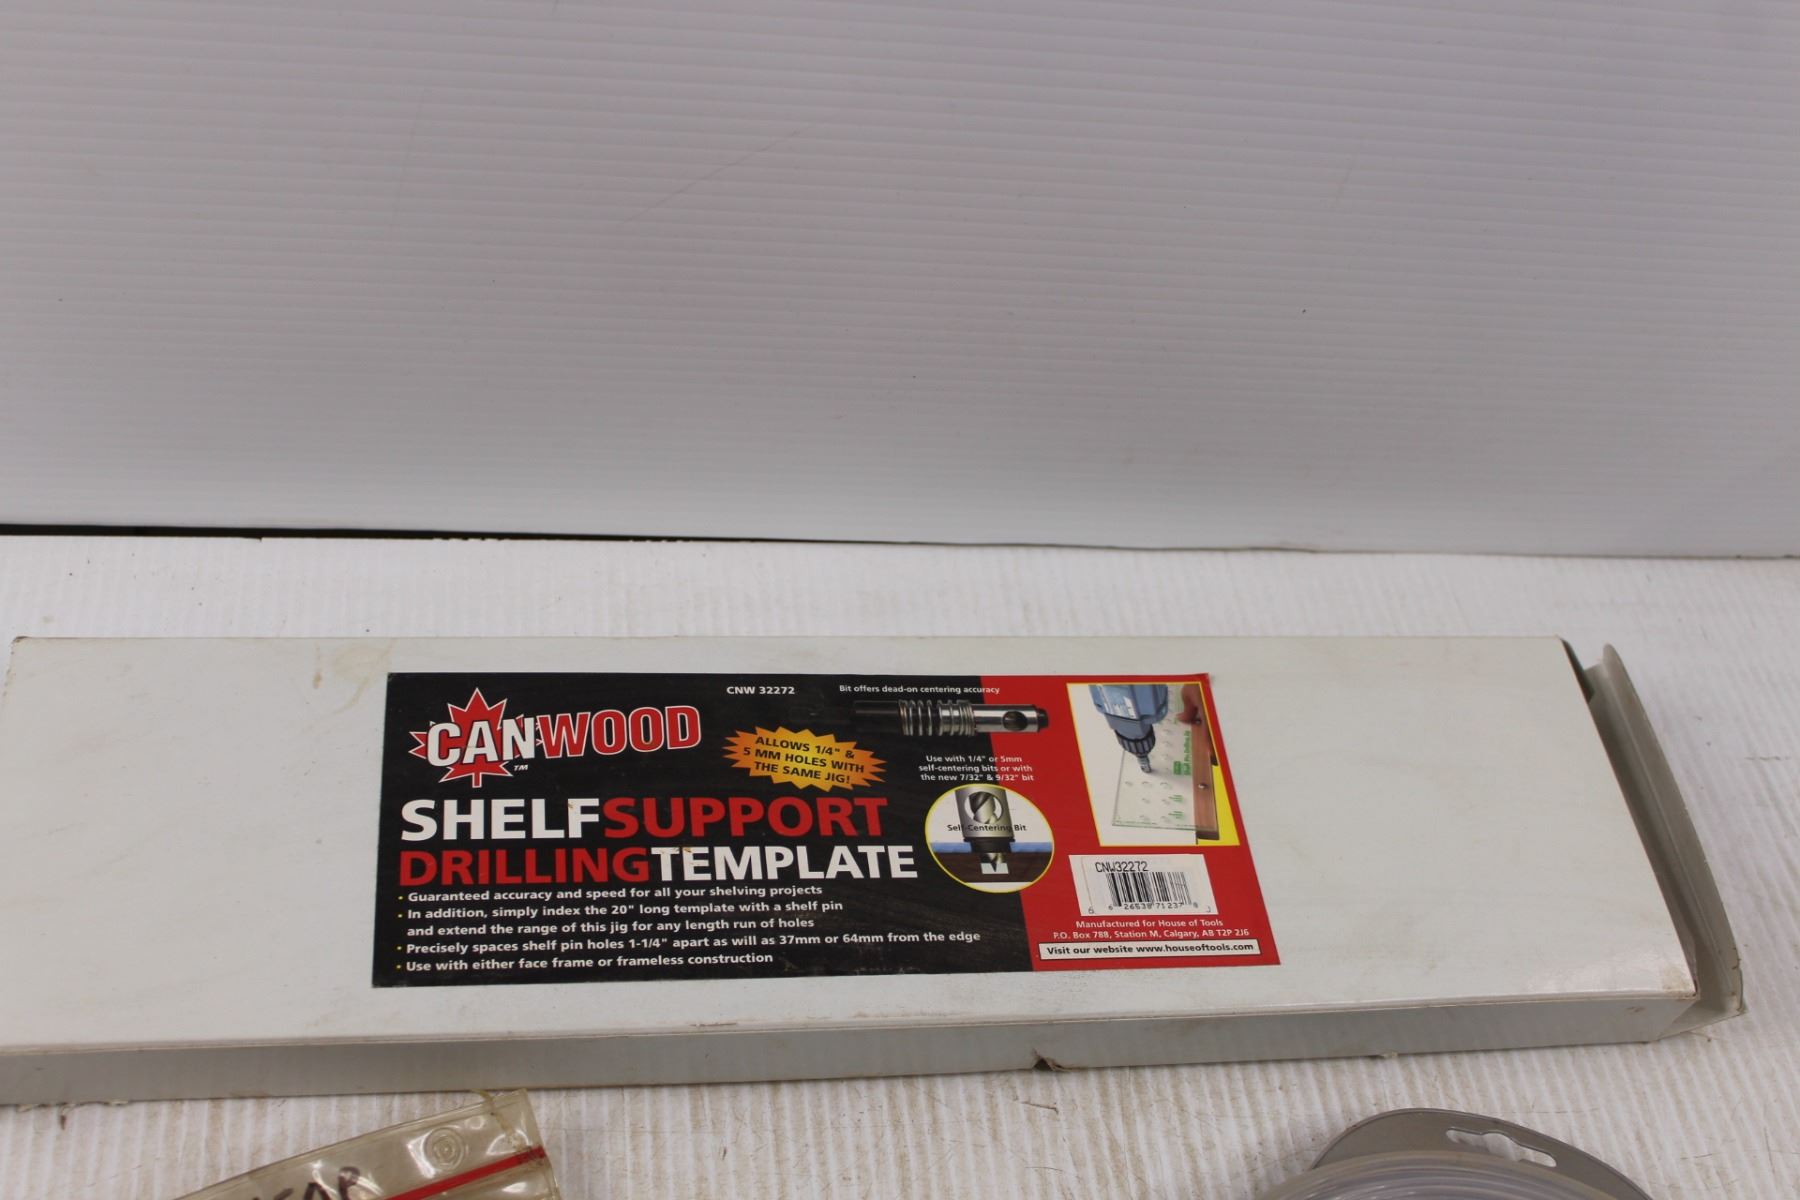 CANWOOD
TM
CNW 32272
Bit offers dead-on centering accuracy
ALLOWS 1/4" &
5 MM HOLES WITH
THE SAME JIG!
Use with 1/4" or 5mm
self-centering bits or with
the new 7/32" & 9/32" bit
Self-Centering Bit
SHELFSUPPORT
DRILLINGTEMPLATE
• Guaranteed accuracy and speed for all your shelving projects
• In addition, simply index the 20" long template with a shelf pin
and extend the range of this jig for any length run of holes
• Precisely spaces shelf pin holes 1-1/4" apart as will as 37mm or 64mm from the edge
• Use with either face frame or frameless construction
CNW32272
6 26538 71237
Manufactured for House of Tools
P.O. Box 788, Station M, Calgary, AB T2P 2J6
Visit our website www.houseoftools.com